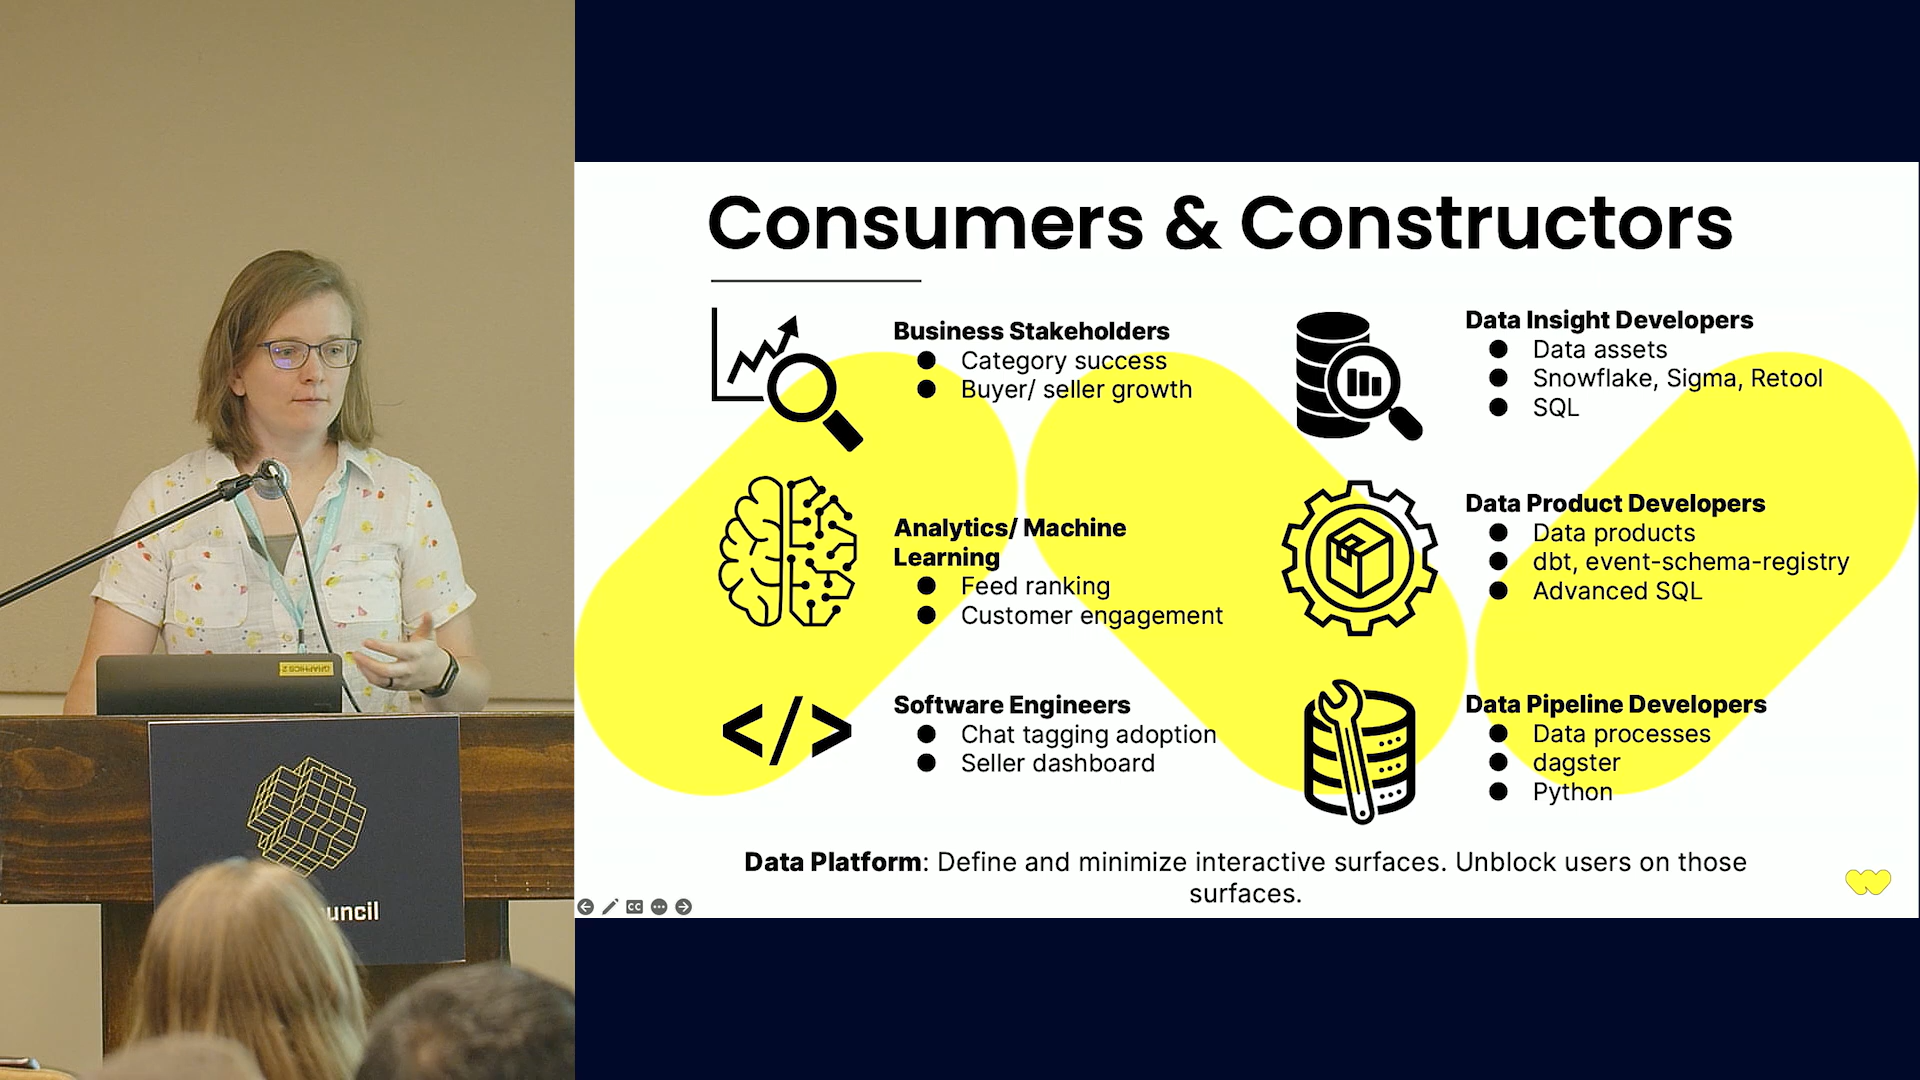 Consumers & Constructors
Business Stakeholders
● Category success
● Buyer/ seller growth
Analytics/ Machine
Learning
● Feed ranking
● Customer engagement
</>
Software Engineers
● Chat tagging adoption
● Seller dashboard
Data Insight Developers
● Data assets
● Snowflake, Sigma, Retool
● SQL
Data Product Developers
● Data products
● dbt, event-schema-registry
● Advanced SQL
Data Pipeline Developers
● Data processes
● dagster
● Python
Data Platform: Define and minimize interactive surfaces. Unblock users on those
surfaces.
CC
GRAPHICS 2
uncil